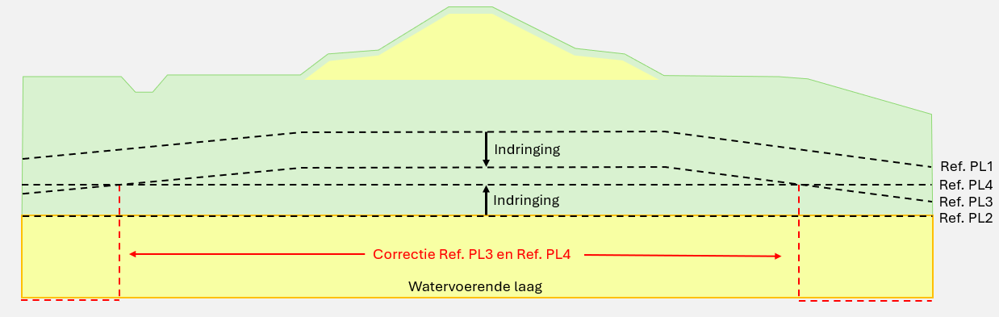 Indringing
Ref. PL1
Ref. PL4
Indringing
Ref. PL3
Ref. PL2
Correctie Ref. PL3 en Ref. PL4
Watervoerende laag